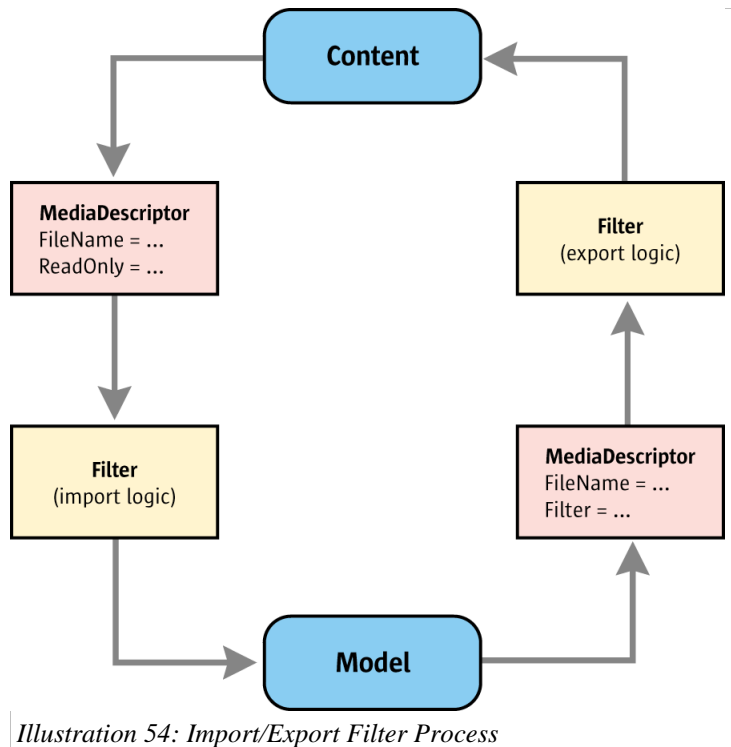 Content
MediaDescriptor
FileName = ...
ReadOnly = ...
Filter
(export logic)
Filter
(import logic)
MediaDescriptor
FileName = ...
Filter = ...
Model
Illustration 54: Import/Export Filter Process